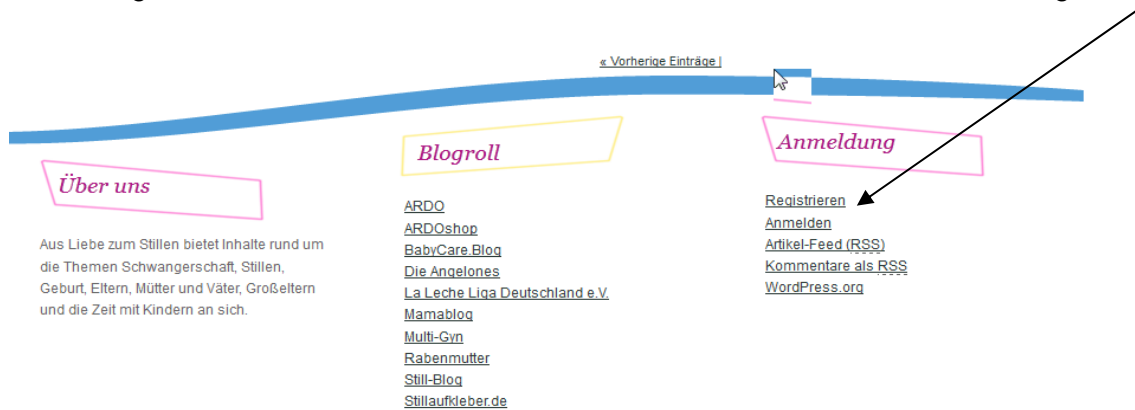 « Vorherige Einträge |
Über uns
Aus Liebe zum Stillen bietet Inhalte rund um
die Themen Schwangerschaft, Stillen,
Geburt, Eltern, Mütter und Väter, Großeltern
und die Zeit mit Kindern an sich.
Blogroll
ARDO
ARDOshop
BabyCare.Blog
Die Angelones
La Leche Liga Deutschland e.V.
Mamablog
Multi-Gyn
Rabenmutter
Still-Blog
Stillaufkleber.de
Anmeldung
Registrieren
Anmelden
Artikel-Feed (RSS)
Kommentare als RSS
WordPress.org